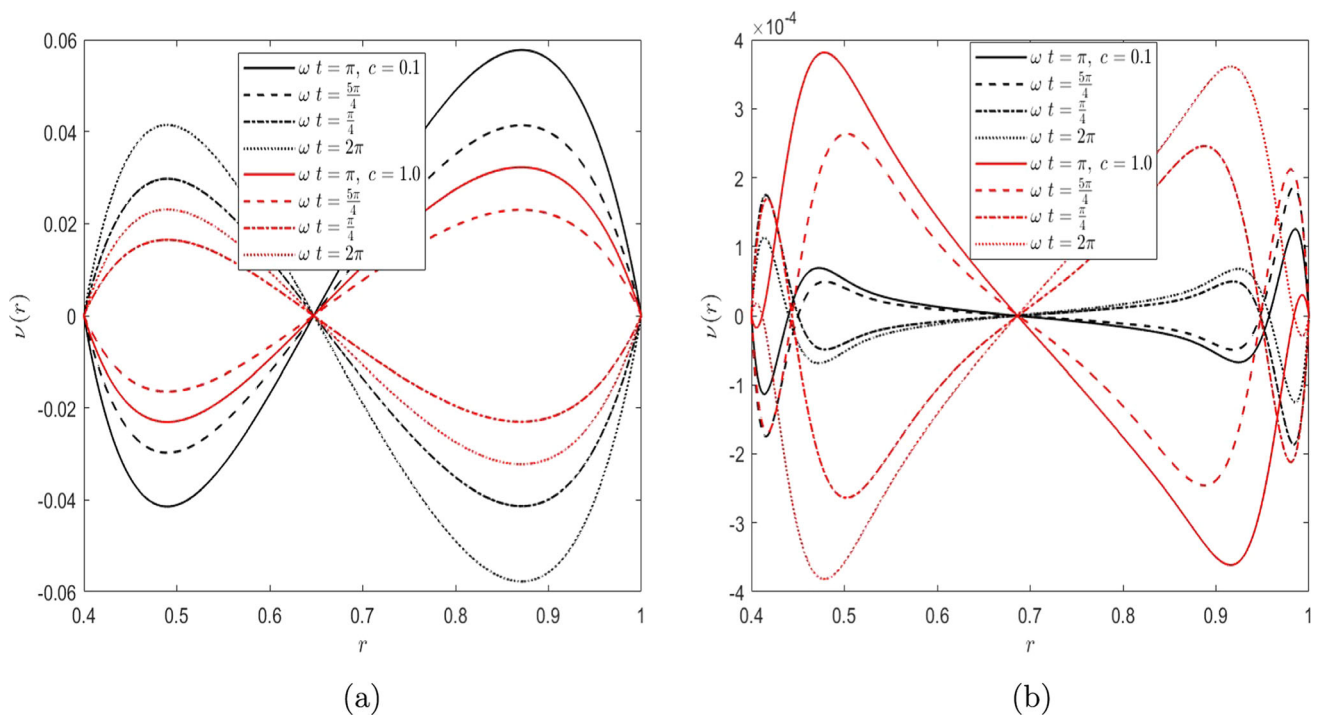 0.06
0.04
0.02
0
-0.02
-0.04
-0.06
ν(r)
0.4 0.5 0.6 0.7 0.8 0.9 1
r
ω t = π, c = 0.1
ω t = 5π/4
ω t = π/4
ω t = 2π
ω t = π, c = 1.0
ω t = 5π/4
ω t = π/4
ω t = 2π
(a)
×10⁻⁴
4
3
2
1
0
-1
-2
-3
-4
ν(r)
0.4 0.5 0.6 0.7 0.8 0.9 1
r
ω t = π, c = 0.1
ω t = 5π/4
ω t = π/4
ω t = 2π
ω t = π, c = 1.0
ω t = 5π/4
ω t = π/4
ω t = 2π
(b)